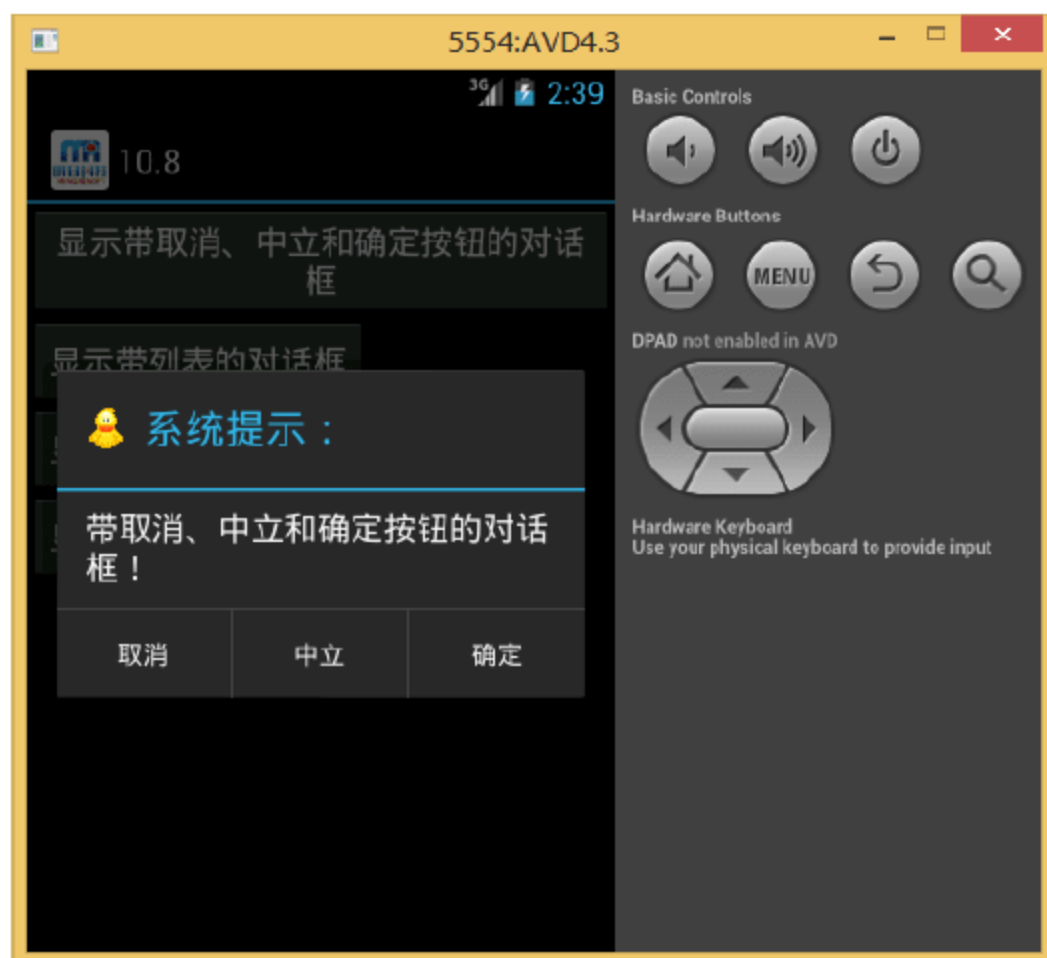 5554:AVD4.3
3G 2:39
10.8
显示带取消、中立和确定按钮的对话
框
显示带列表的对话框
系统提示：
带取消、中立和确定按钮的对话
框！
取消 中立 确定
Basic Controls
Hardware Buttons
MENU
DPAD not enabled in AVD
Hardware Keyboard
Use your physical keyboard to provide input